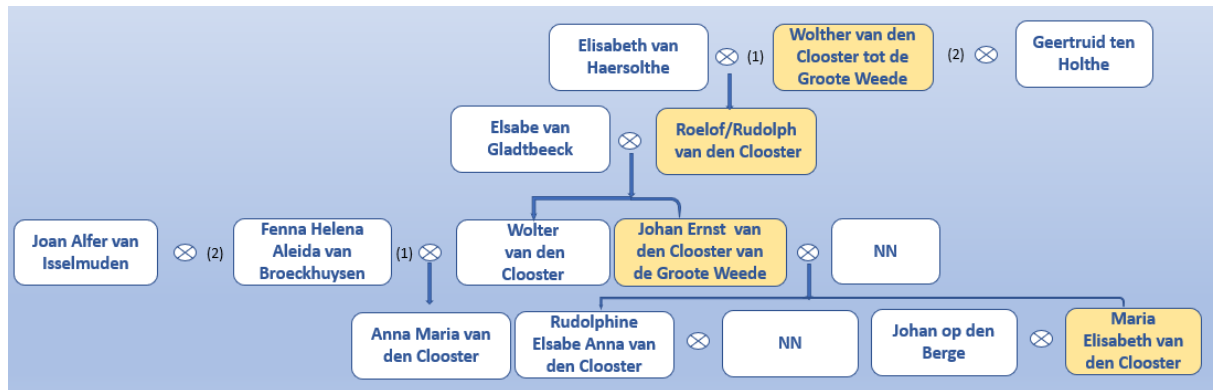 Elisabeth van
Haersolthe
(1)
Wolther van den
Clooster tot de
Groote Weede
(2)
Geertruid ten
Holthe
Elsabe van
Gladtbeeck
Roelof/Rudolph
van den Clooster
Joan Alfer van
Isselmuden
(2)
Fenna Helena
Aleida van
Broeckhuysen
(1)
Wolter
van den
Clooster
Johan Ernst van
den Clooster van
de Groote Weede
NN
Anna Maria van
den Clooster
Rudolphine
Elsabe Anna van
den Clooster
NN
Johan op den
Berge
Maria
Elisabeth van
den Clooster